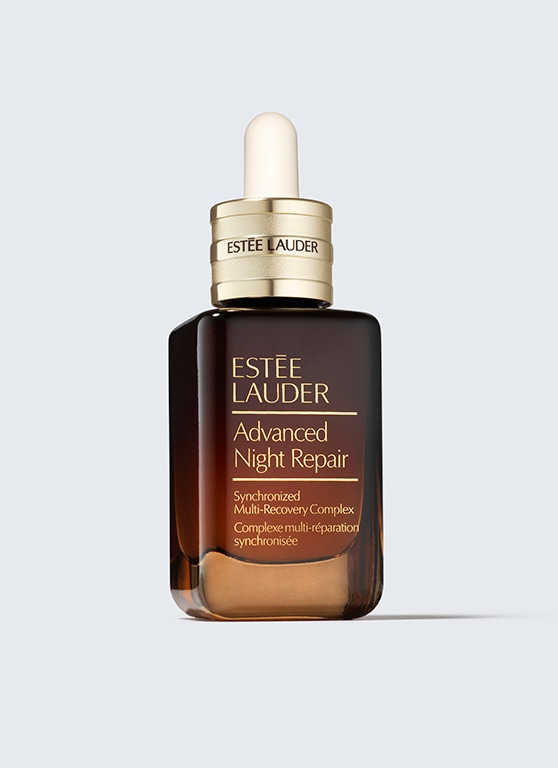 ESTĒE LAUDER
ESTĒE
LAUDER
Advanced
Night Repair
Synchronized
Multi-Recovery Complex
Complexe multi-réparation
synchronisée